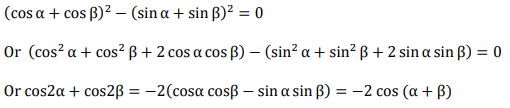 (cos α + cos β)² − (sin α + sin β)² = 0
Or (cos² α + cos² β + 2 cos α cos β) − (sin² α + sin² β + 2 sin α sin β) = 0
Or cos2α + cos2β = −2(cosα cosβ − sin α sin β) = −2 cos (α + β)